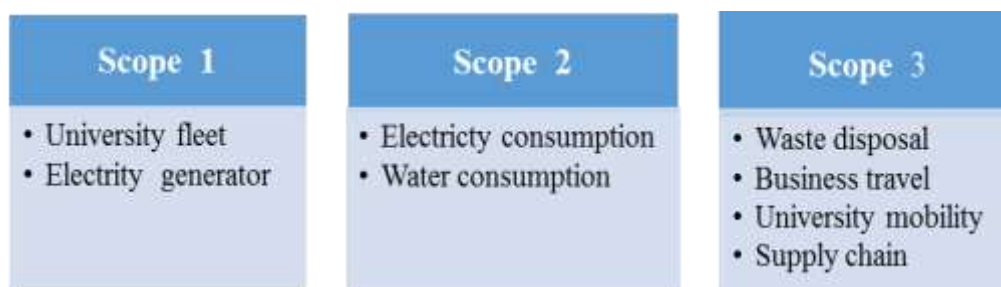 Scope 1
• University fleet
• Electrity generator
Scope 2
• Electricty consumption
• Water consumption
Scope 3
• Waste disposal
• Business travel
• University mobility
• Supply chain